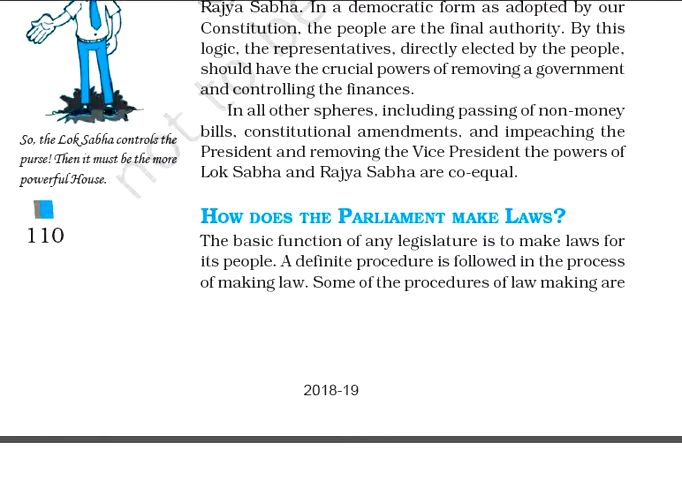 Rajya Sabha. In a democratic form as adopted by our
Constitution, the people are the final authority. By this
logic, the representatives, directly elected by the people,
should have the crucial powers of removing a government
and controlling the finances.
In all other spheres, including passing of non-money
bills, constitutional amendments, and impeaching the
President and removing the Vice President the powers of
Lok Sabha and Rajya Sabha are co-equal.
So, the Lok Sabha controls the
purse! Then it must be the more
powerful House.
110
HOW DOES THE PARLIAMENT MAKE LAWS?
The basic function of any legislature is to make laws for
its people. A definite procedure is followed in the process
of making law. Some of the procedures of law making are
not to be
2018-19